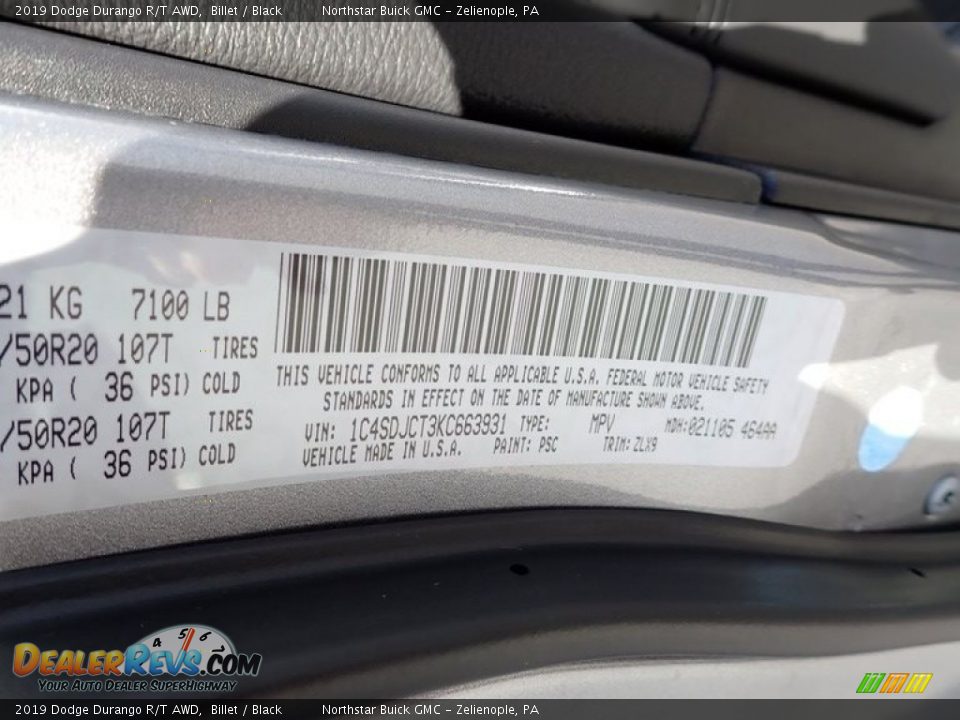 2019 Dodge Durango R/T AWD, Billet / Black Northstar Buick GMC - Zelienople, PA
21 KG 7100 LB
/50R20 107T TIRES
KPA ( 36 PSI) COLD
/50R20 107T TIRES
KPA ( 36 PSI) COLD
THIS VEHICLE CONFORMS TO ALL APPLICABLE U.S.A. FEDERAL MOTOR VEHICLE SAFETY
STANDARDS IN EFFECT ON THE DATE OF MANUFACTURE SHOWN ABOVE.
VIN: 1C4SDJCT3KC663931 TYPE: MPV MDH:021105 464AA
VEHICLE MADE IN U.S.A. PAINT: PSC TRIM: ZLX9
4 5 6
DEALERREVS.COM
YOUR AUTO DEALER SUPERHIGHWAY
2019 Dodge Durango R/T AWD, Billet / Black Northstar Buick GMC - Zelienople, PA